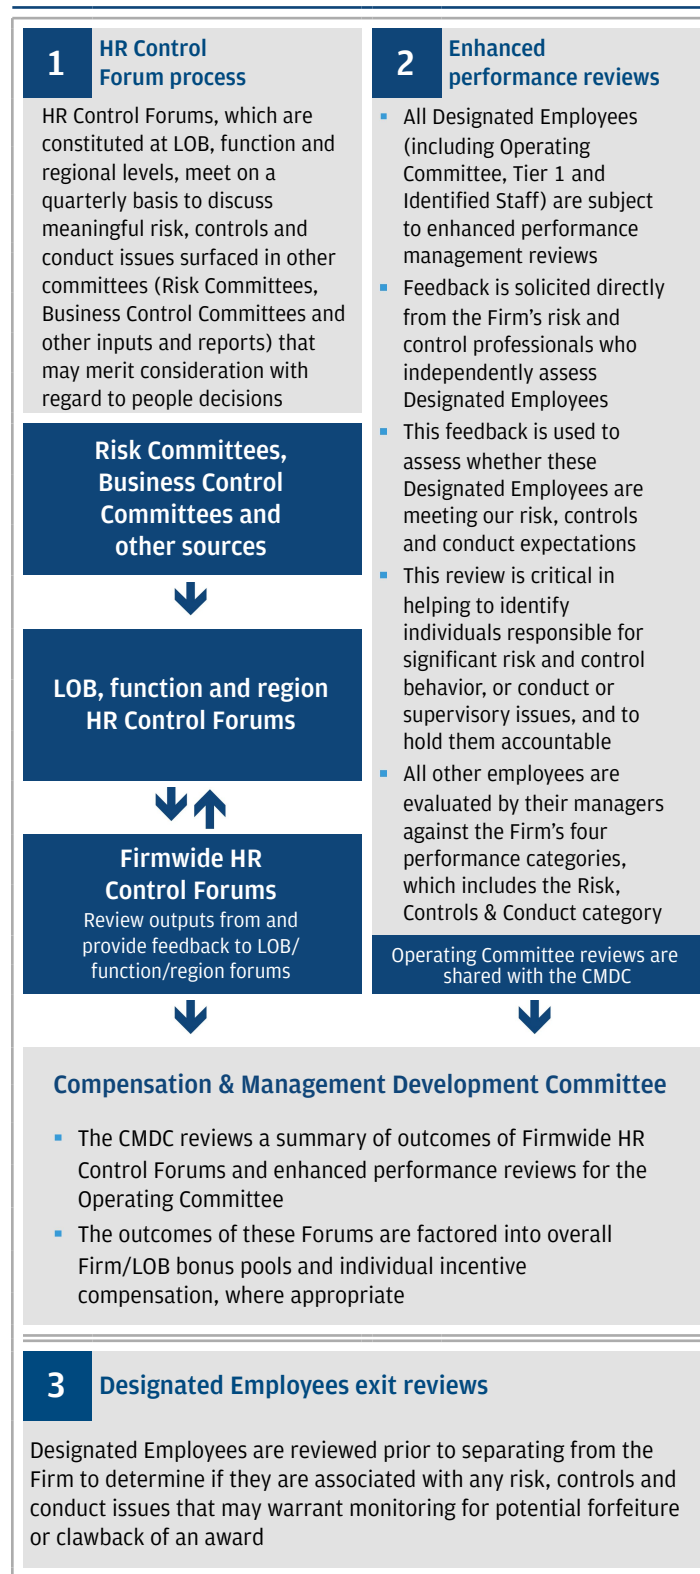 1
HR Control
Forum process
HR Control Forums, which are
constituted at LOB, function and
regional levels, meet on a
quarterly basis to discuss
meaningful risk, controls and
conduct issues surfaced in other
committees (Risk Committees,
Business Control Committees and
other inputs and reports) that
may merit consideration with
regard to people decisions
Risk Committees,
Business Control
Committees and
other sources
LOB, function and region
HR Control Forums
Firmwide HR
Control Forums
Review outputs from and
provide feedback to LOB/
function/region forums
2
Enhanced
performance reviews
▪ All Designated Employees
(including Operating
Committee, Tier 1 and
Identified Staff) are subject
to enhanced performance
management reviews
▪ Feedback is solicited directly
from the Firm’s risk and
control professionals who
independently assess
Designated Employees
▪ This feedback is used to
assess whether these
Designated Employees are
meeting our risk, controls
and conduct expectations
▪ This review is critical in
helping to identify
individuals responsible for
significant risk and control
behavior, or conduct or
supervisory issues, and to
hold them accountable
▪ All other employees are
evaluated by their managers
against the Firm’s four
performance categories,
which includes the Risk,
Controls & Conduct category
Operating Committee reviews are
shared with the CMDC
Compensation & Management Development Committee
▪ The CMDC reviews a summary of outcomes of Firmwide HR
Control Forums and enhanced performance reviews for the
Operating Committee
▪ The outcomes of these Forums are factored into overall
Firm/LOB bonus pools and individual incentive
compensation, where appropriate
3
Designated Employees exit reviews
Designated Employees are reviewed prior to separating from the
Firm to determine if they are associated with any risk, controls and
conduct issues that may warrant monitoring for potential forfeiture
or clawback of an award